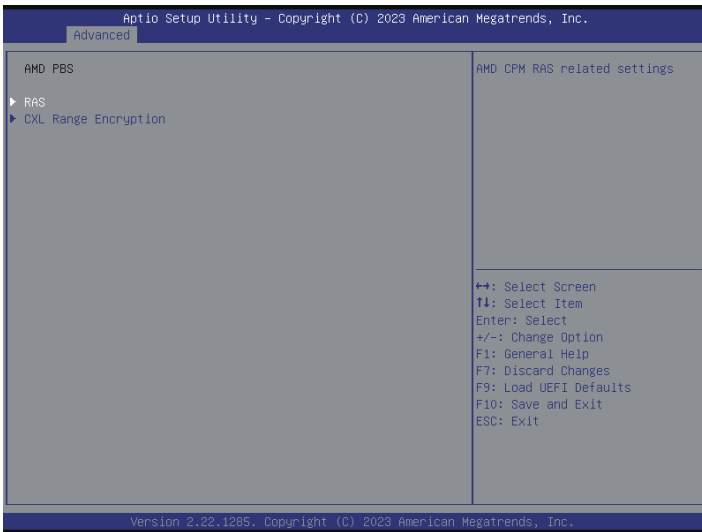 Aptio Setup Utility – Copyright (C) 2023 American Megatrends, Inc.
Advanced
AMD PBS
RAS
CXL Range Encryption
AMD CPM RAS related settings
↔: Select Screen
↑↓: Select Item
Enter: Select
+/-: Change Option
F1: General Help
F7: Discard Changes
F9: Load UEFI Defaults
F10: Save and Exit
ESC: Exit
Version 2.22.1285. Copyright (C) 2023 American Megatrends, Inc.